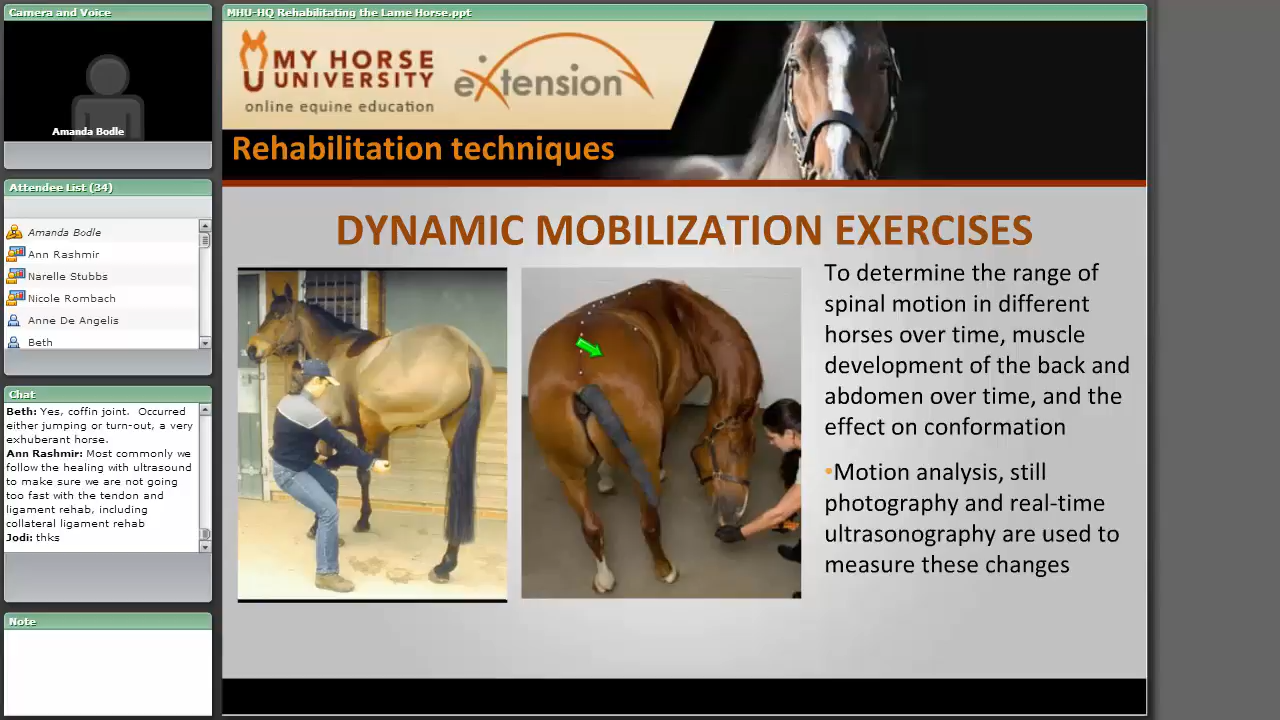 Camera and Voice
Amanda Bodle
Attendee List (34)
Amanda Bodle
Ann Rashmir
Narelle Stubbs
Nicole Rombach
Anne De Angelis
Beth
Chat
Beth: Yes, coffin joint. Occurred
either jumping or turn-out, a very
exhuberant horse.
Ann Rashmir: Most commonly we
follow the healing with ultrasound
to make sure we are not going
too fast with the tendon and
ligament rehab, including
collateral ligament rehab
Jodi: thks
Note
MHU-HQ Rehabilitating the Lame Horse.ppt
MY HORSE
UNIVERSITY
online equine education
eXtension
Rehabilitation techniques
DYNAMIC MOBILIZATION EXERCISES
To determine the range of
spinal motion in different
horses over time, muscle
development of the back and
abdomen over time, and the
effect on conformation
•Motion analysis, still
photography and real-time
ultrasonography are used to
measure these changes